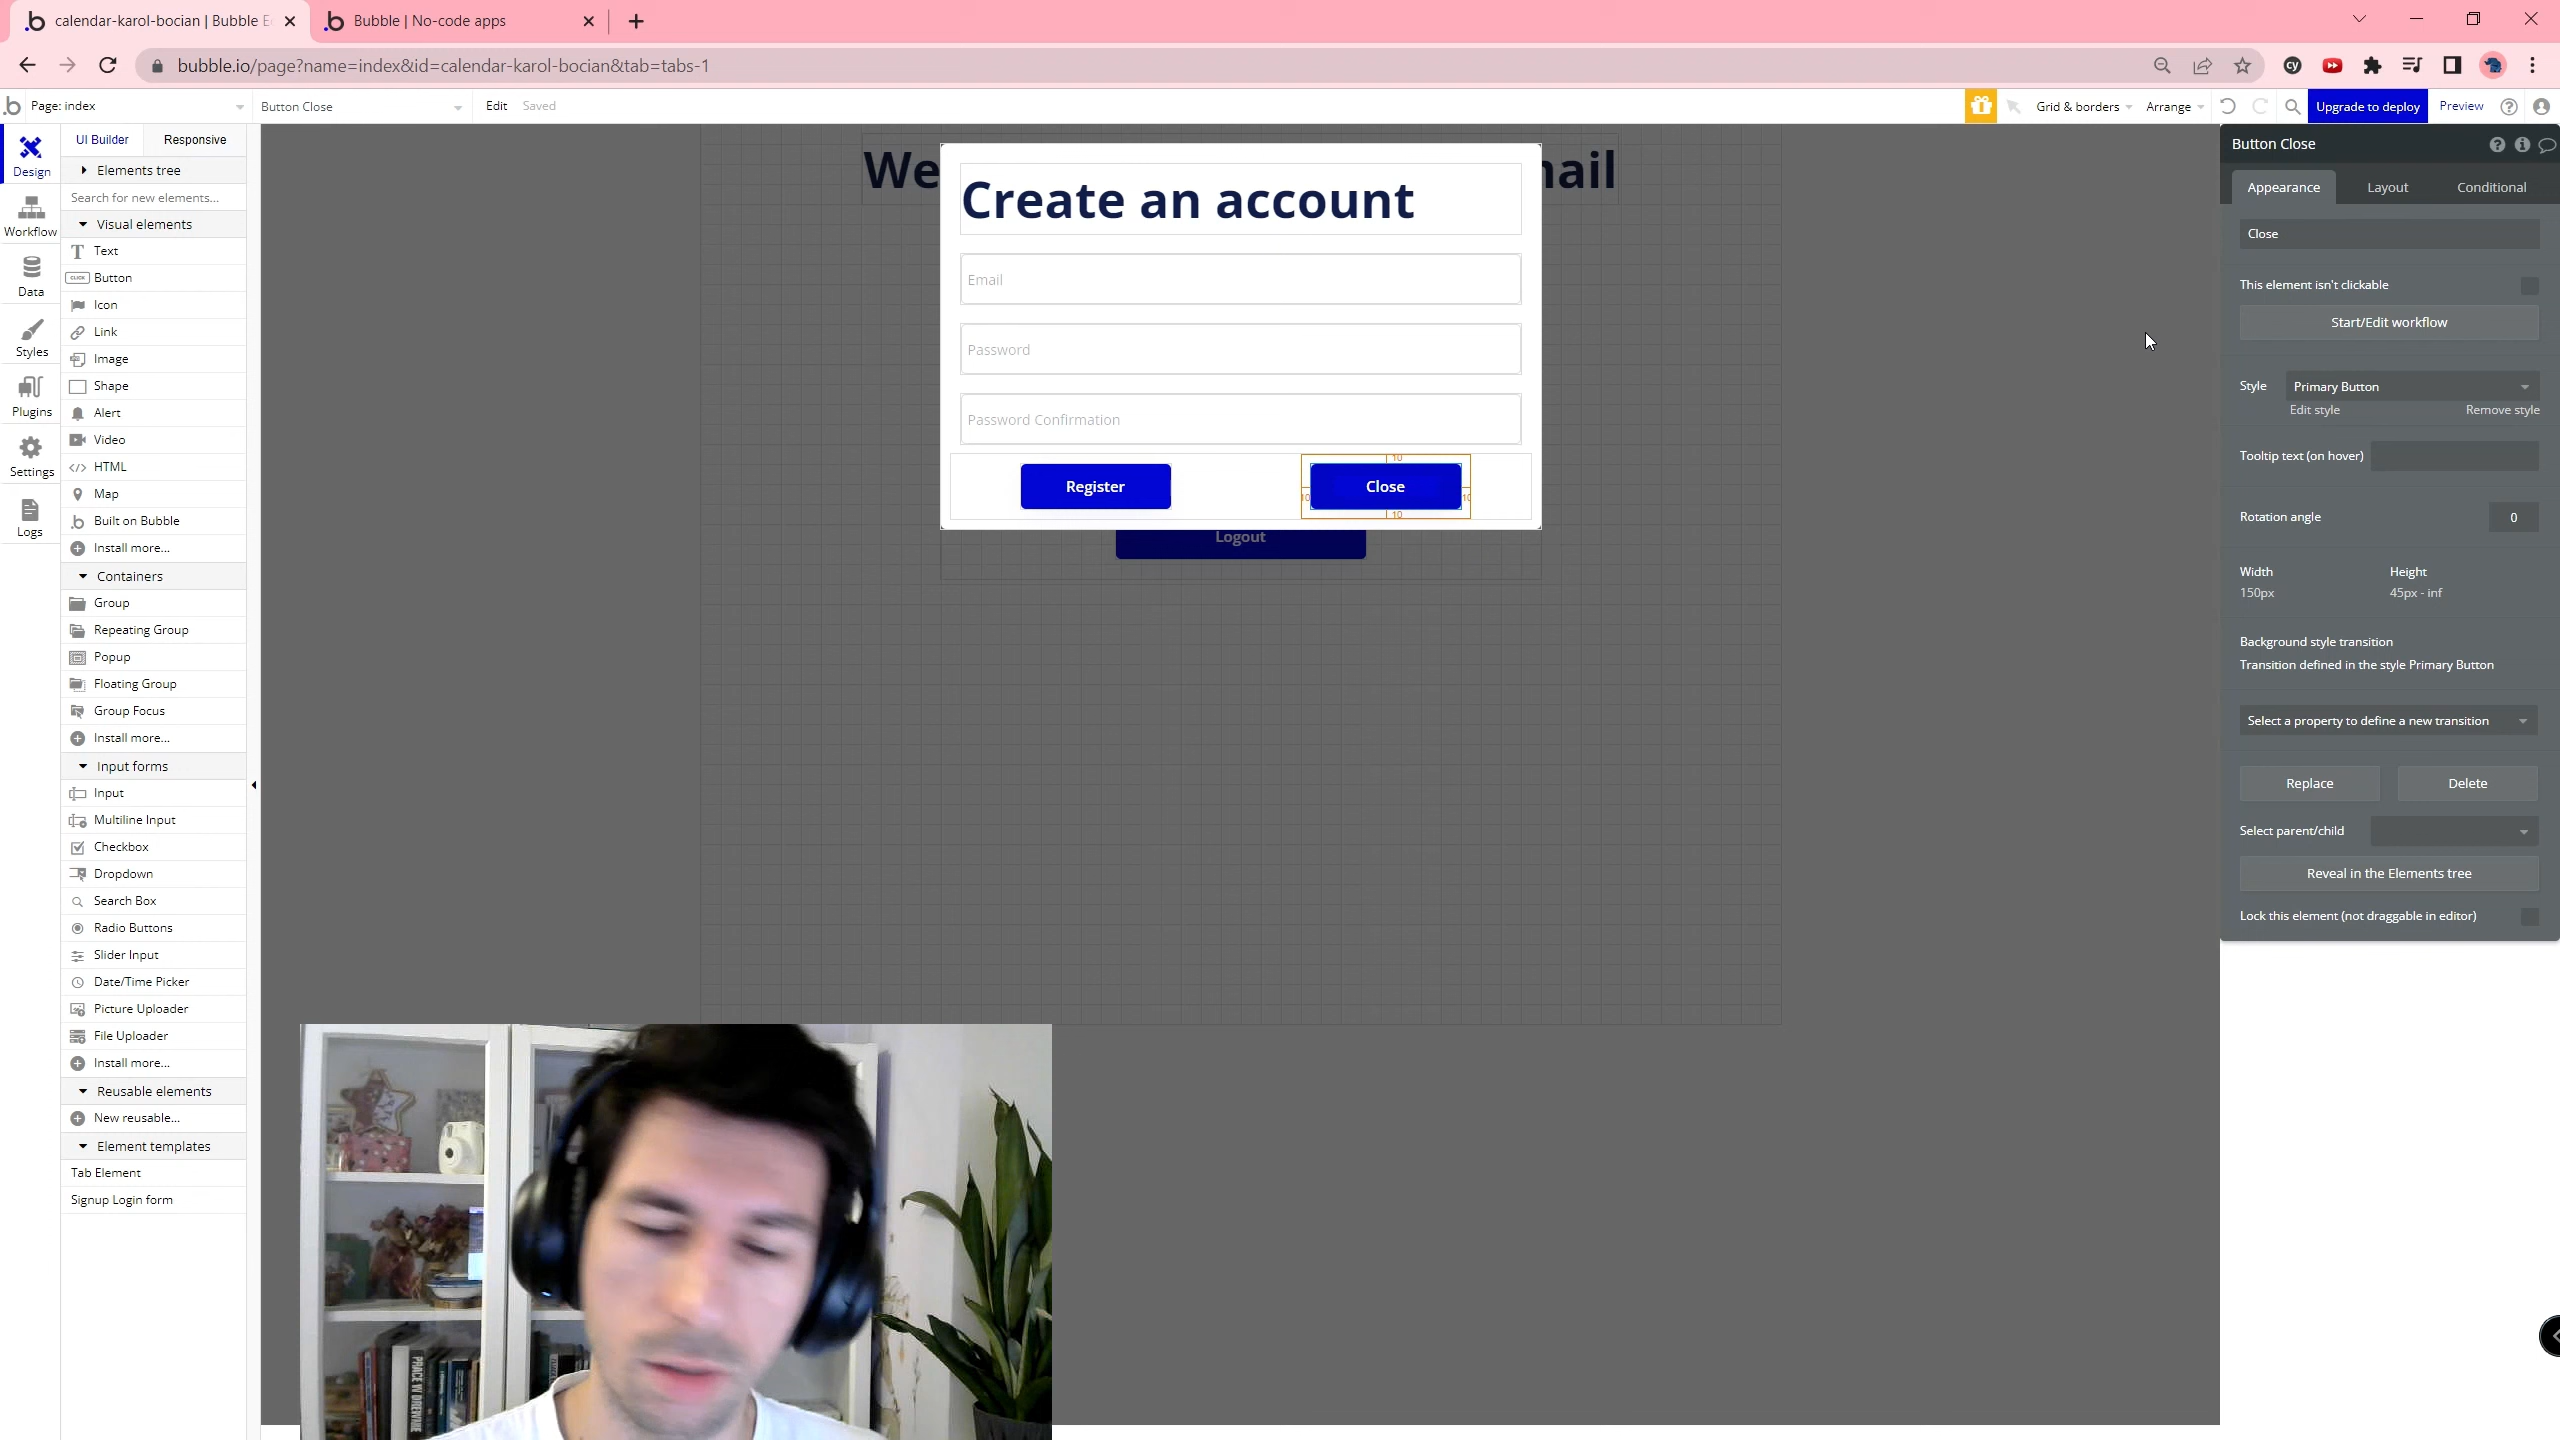 calendar-karol-bocian | Bubble E
Bubble | No-code apps
bubble.io/page?name=index&id=calendar-karol-bocian&tab=tabs-1
Page: index
Button Close
Edit
Saved
Grid & borders
Arrange
Upgrade to deploy
Preview
Design
Workflow
Data
Styles
Plugins
Settings
Logs
UI Builder
Responsive
Elements tree
Search for new elements...
Visual elements
Text
CLICK Button
Icon
Link
Image
Shape
Alert
Video
HTML
Map
Built on Bubble
Install more...
Containers
Group
Repeating Group
Popup
Floating Group
Group Focus
Install more...
Input forms
Input
Multiline Input
Checkbox
Dropdown
Search Box
Radio Buttons
Slider Input
Date/Time Picker
Picture Uploader
File Uploader
Install more...
Reusable elements
New reusable...
Element templates
Tab Element
Signup Login form
We
nail
Create an account
Email
Password
Password Confirmation
Register
10
10
Close
10
10
Logout
Button Close
Appearance
Layout
Conditional
Close
This element isn't clickable
Start/Edit workflow
Style
Primary Button
Edit style
Remove style
Tooltip text (on hover)
Rotation angle
0
Width
Height
150px
45px - inf
Background style transition
Transition defined in the style Primary Button
Select a property to define a new transition
Replace
Delete
Select parent/child
Reveal in the Elements tree
Lock this element (not draggable in editor)
PRACE W DREWNIE